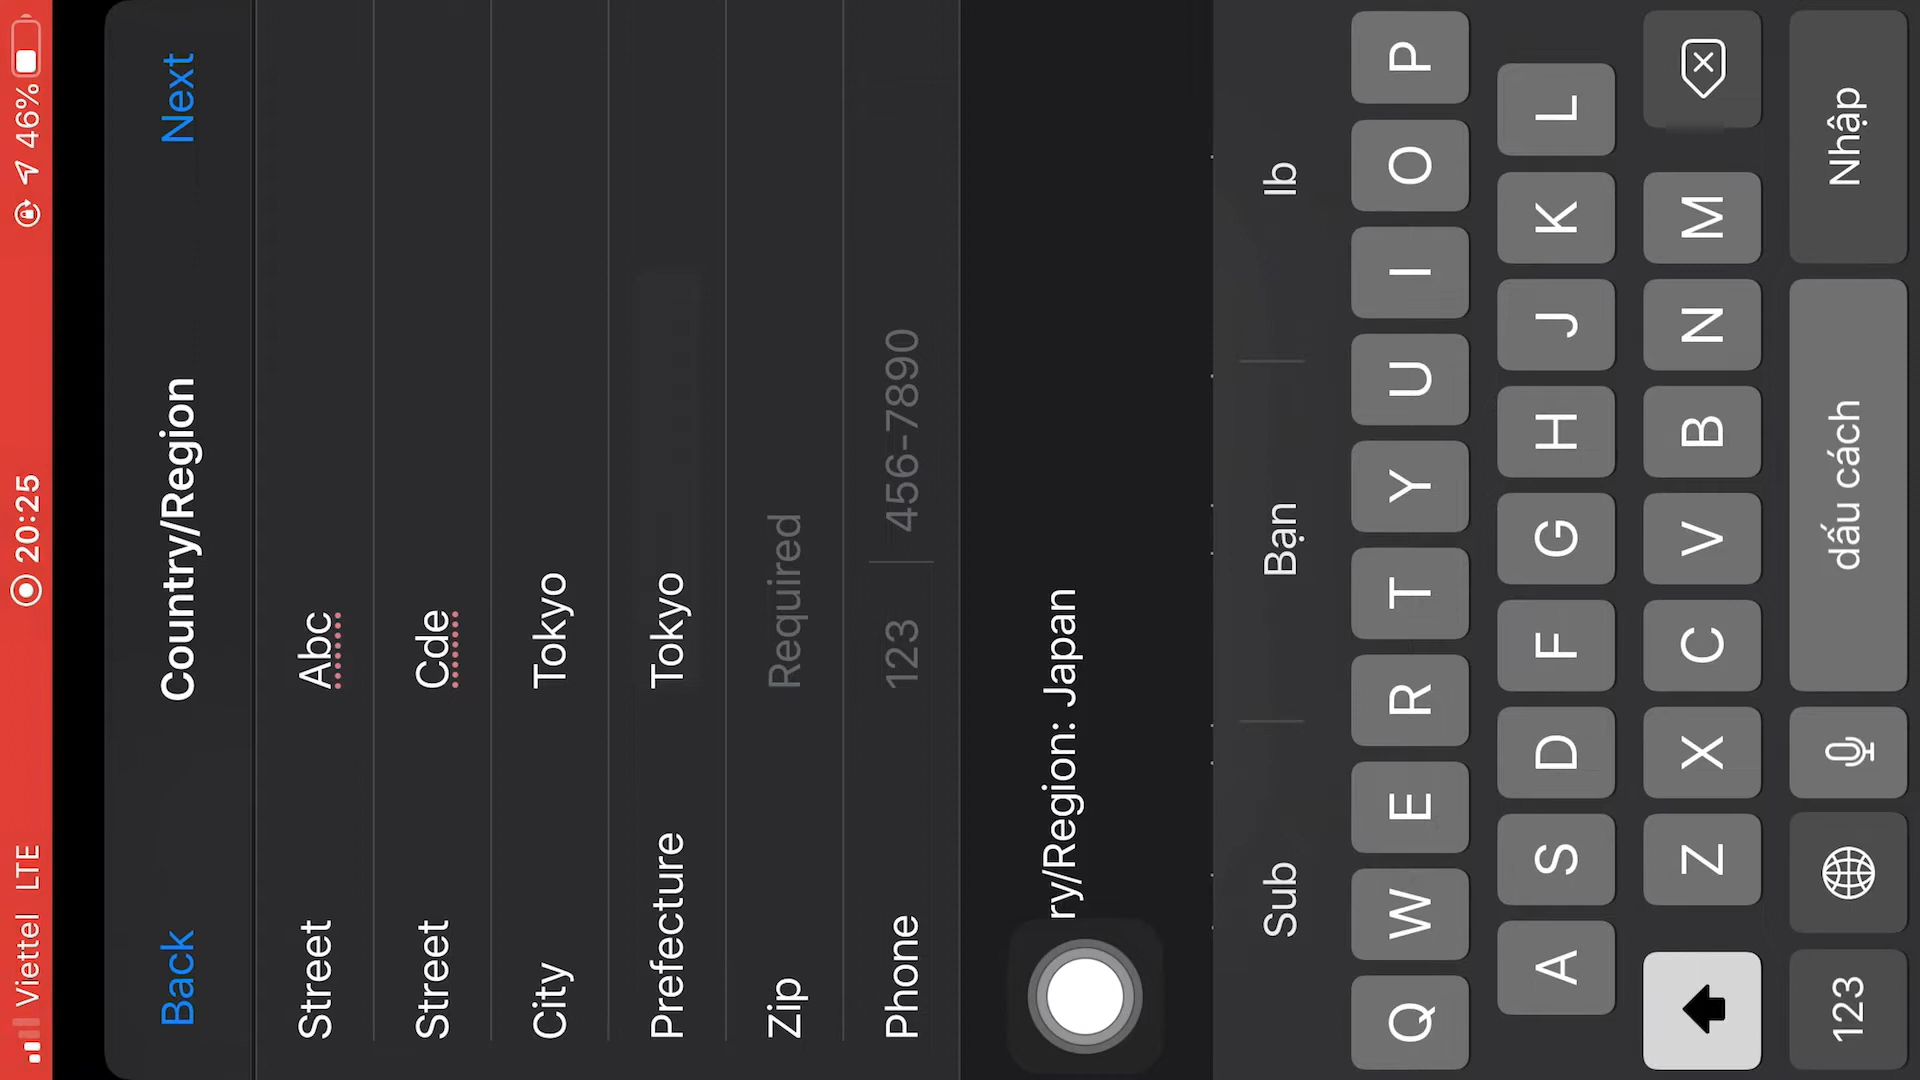 Viettel LTE 20:25 46%
Back Country/Region Next
Street Abc
Street Cde
City Tokyo
Prefecture Tokyo
Zip Required
Phone 123 456-7890
ry/Region: Japan
Sub Bạn Ib
Q W E R T Y U I O P
A S D F G H J K L
Z X C V B N M
123 dấu cách Nhập